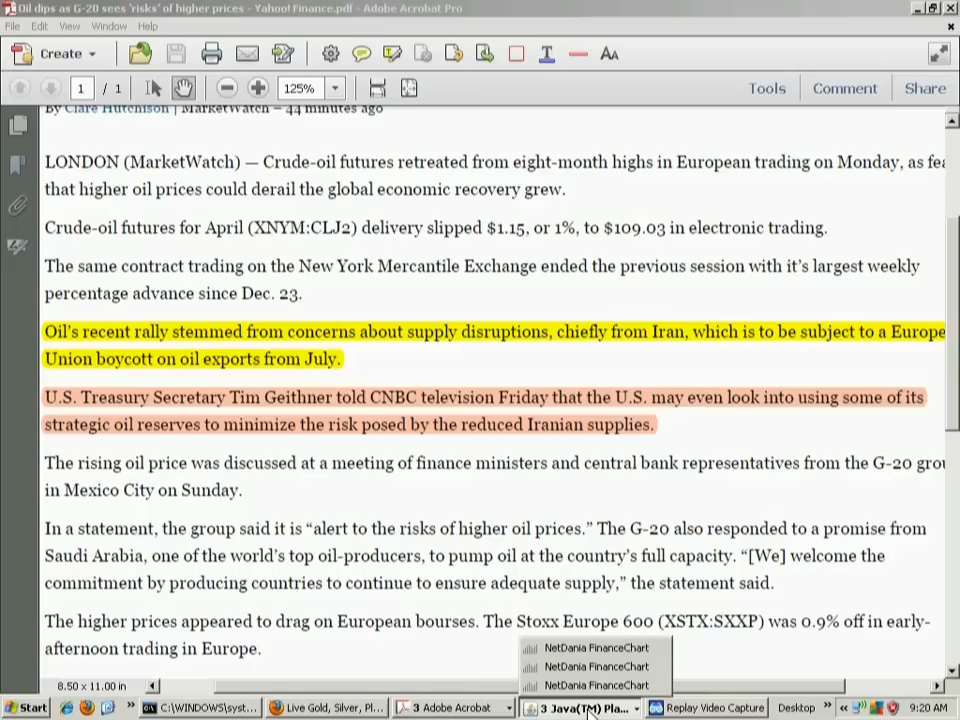 Oil dips as G-20 sees 'risks' of higher prices - Yahoo! Finance.pdf - Adobe Acrobat Pro
File Edit View Window Help
Create
1 / 1 125% Tools Comment Share
By Clare Hutchison | MarketWatch – 44 minutes ago
LONDON (MarketWatch) — Crude-oil futures retreated from eight-month highs in European trading on Monday, as fea
that higher oil prices could derail the global economic recovery grew.
Crude-oil futures for April (XNYM:CLJ2) delivery slipped $1.15, or 1%, to $109.03 in electronic trading.
The same contract trading on the New York Mercantile Exchange ended the previous session with it's largest weekly
percentage advance since Dec. 23.
Oil's recent rally stemmed from concerns about supply disruptions, chiefly from Iran, which is to be subject to a Europe
Union boycott on oil exports from July.
U.S. Treasury Secretary Tim Geithner told CNBC television Friday that the U.S. may even look into using some of its
strategic oil reserves to minimize the risk posed by the reduced Iranian supplies.
The rising oil price was discussed at a meeting of finance ministers and central bank representatives from the G-20 grou
in Mexico City on Sunday.
In a statement, the group said it is “alert to the risks of higher oil prices.” The G-20 also responded to a promise from
Saudi Arabia, one of the world's top oil-producers, to pump oil at the country's full capacity. “[We] welcome the
commitment by producing countries to continue to ensure adequate supply,” the statement said.
The higher prices appeared to drag on European bourses. The Stoxx Europe 600 (XSTX:SXXP) was 0.9% off in early-
afternoon trading in Europe.
NetDania FinanceChart
NetDania FinanceChart
NetDania FinanceChart
8.50 x 11.00 in
Start C:\WINDOWS\syst... Live Gold, Silver, Pl... 3 Adobe Acrobat 3 Java(TM) Pla... Replay Video Capture Desktop 9:20 AM